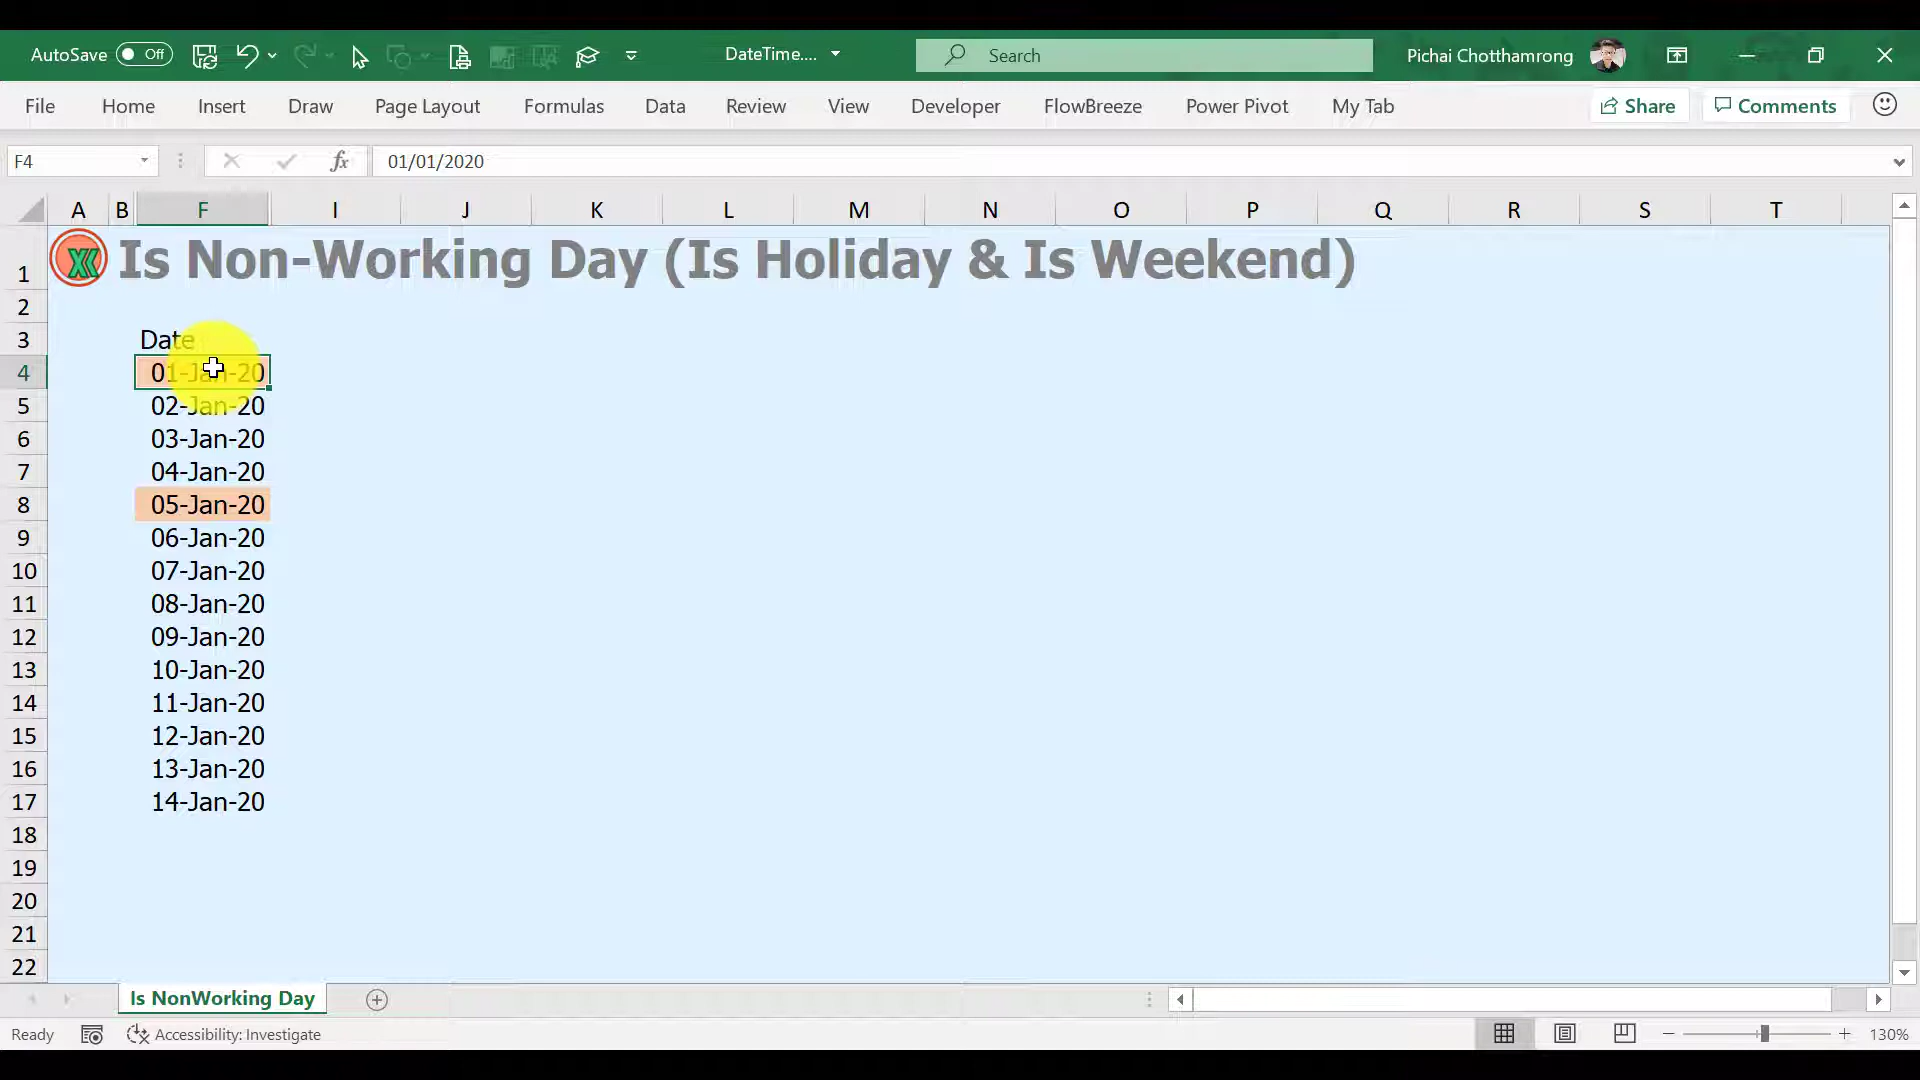 AutoSave Off DateTime.... Search Pichai Chotthamrong
File Home Insert Draw Page Layout Formulas Data Review View Developer FlowBreeze Power Pivot My Tab Share Comments
F4 fx 01/01/2020
A B F I J K L M N O P Q R S T
1 Is Non-Working Day (Is Holiday & Is Weekend)
2
3 Date
4 01-Jan-20
5 02-Jan-20
6 03-Jan-20
7 04-Jan-20
8 05-Jan-20
9 06-Jan-20
10 07-Jan-20
11 08-Jan-20
12 09-Jan-20
13 10-Jan-20
14 11-Jan-20
15 12-Jan-20
16 13-Jan-20
17 14-Jan-20
18
19
20
21
22
Is NonWorking Day
Ready Accessibility: Investigate 130%